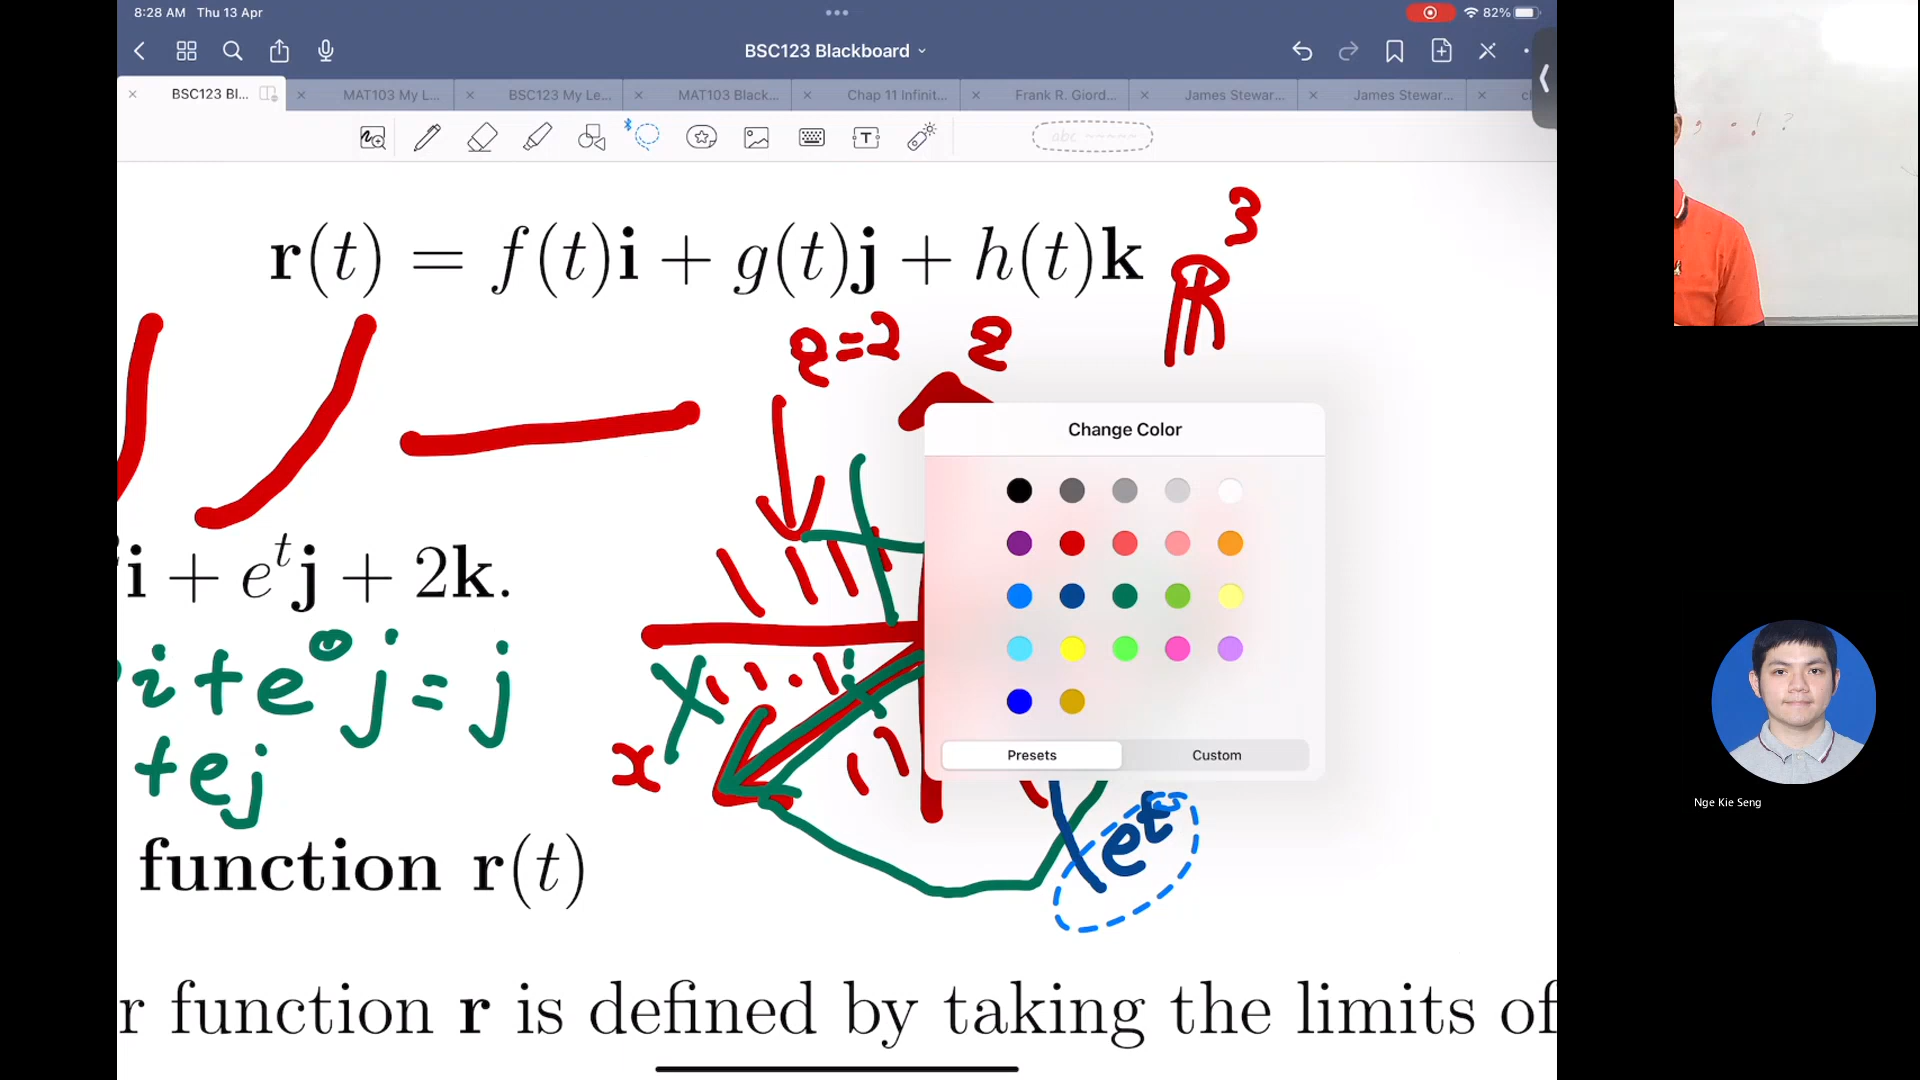 8:28 AM Thu 13 Apr
82%
BSC123 Blackboard
BSC123 Bl...
MAT103 My L...
BSC123 My Le...
MAT103 Black...
Chap 11 Infinit...
Frank R. Giord...
James Stewar...
James Stewar...
abc
T
r(t) = f(t)i + g(t)j + h(t)k
ℝ³
z=2
z
Change Color
Presets
Custom
i + eᵗj + 2k.
i + e⁰j = j
+ ej
x
eᵗ
function r(t)
r function r is defined by taking the limits of
Nge Kie Seng